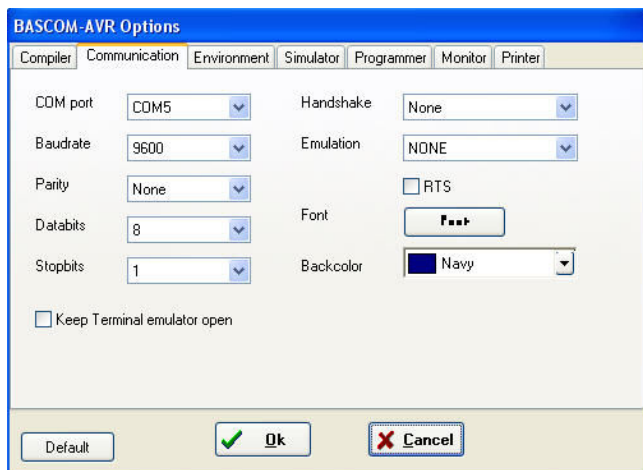 BASCOM-AVR Options
Compiler Communication Environment Simulator Programmer Monitor Printer
COM port COM5 Handshake None
Baudrate 9600 Emulation NONE
Parity None RTS
Databits 8 Font
Stopbits 1 Backcolor Navy
Keep Terminal emulator open
Default Ok Cancel